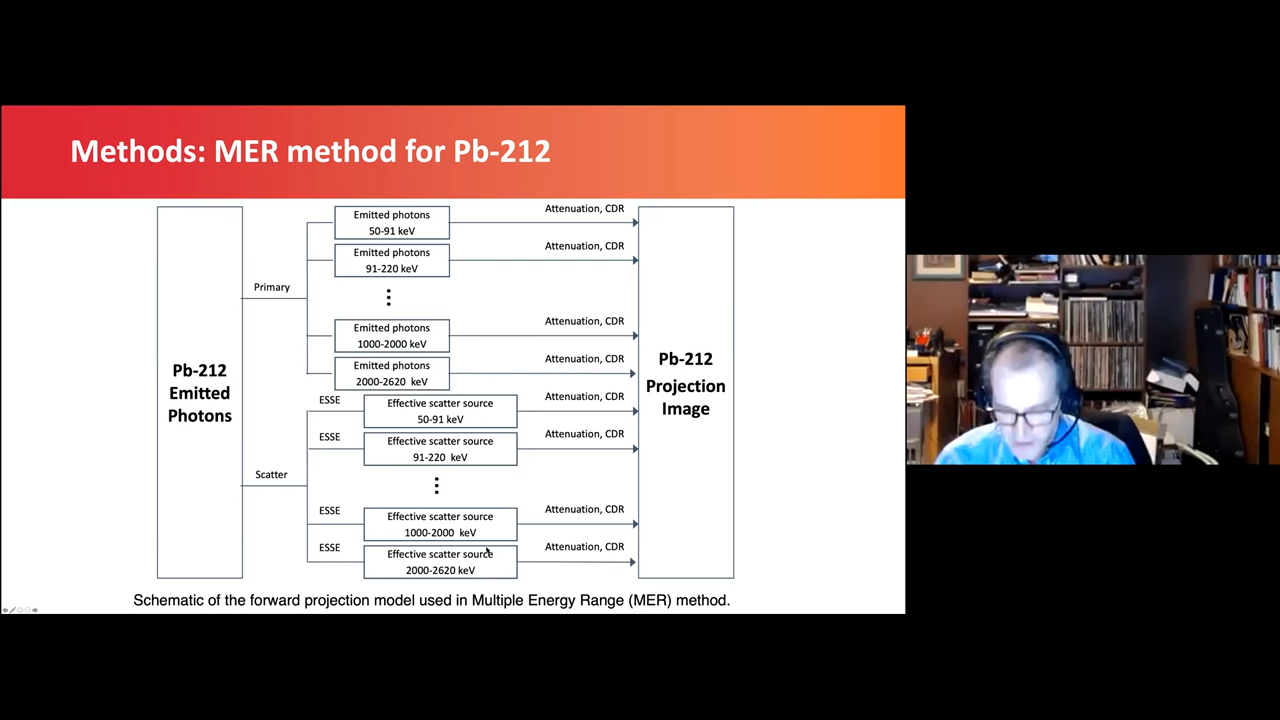 Methods: MER method for Pb-212
Pb-212
Emitted
Photons
Primary
Scatter
Emitted photons
50-91 keV
Attenuation, CDR
Emitted photons
91-220 keV
Attenuation, CDR
Emitted photons
1000-2000 keV
Attenuation, CDR
Emitted photons
2000-2620 keV
Attenuation, CDR
ESSE
Effective scatter source
50-91 keV
Attenuation, CDR
ESSE
Effective scatter source
91-220 keV
Attenuation, CDR
ESSE
Effective scatter source
1000-2000 keV
Attenuation, CDR
ESSE
Effective scatter source
2000-2620 keV
Attenuation, CDR
Pb-212
Projection
Image
Schematic of the forward projection model used in Multiple Energy Range (MER) method.